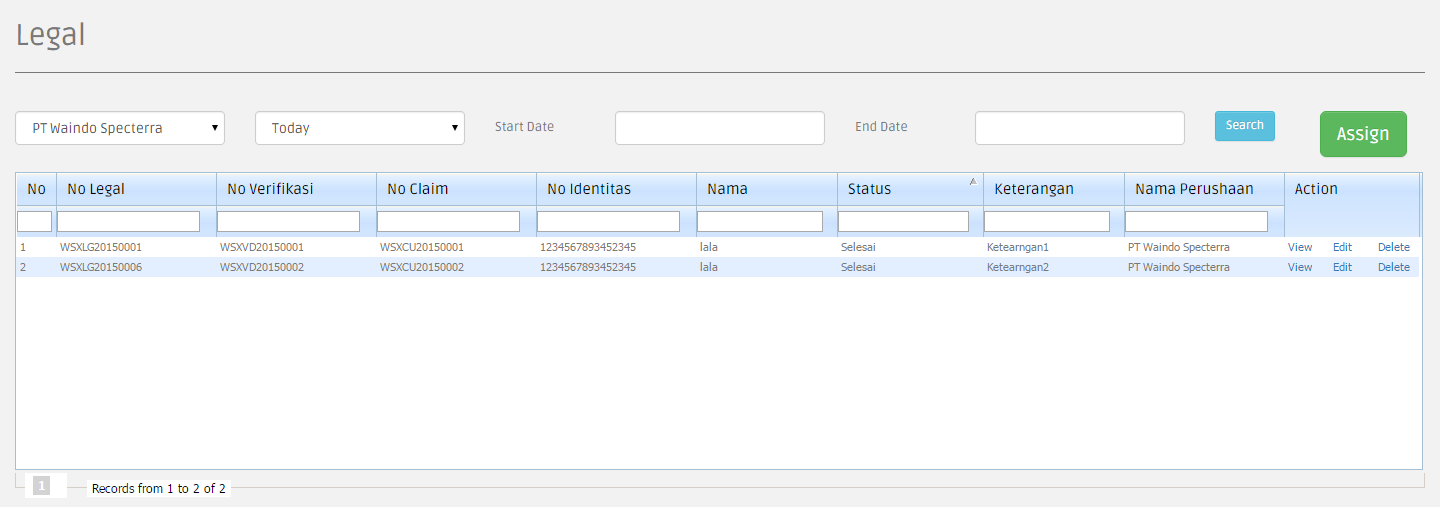 Legal
PT Waindo Specterra Today Start Date End Date Search Assign
No No Legal No Verifikasi No Claim No Identitas Nama Status Keterangan Nama Perushaan Action
1 WSXLG20150001 WSXVD20150001 WSXCU20150001 1234567893452345 lala Selesai Ketearngan1 PT Waindo Specterra View Edit Delete
2 WSXLG20150006 WSXVD20150002 WSXCU20150002 1234567893452345 lala Selesai Ketearngan2 PT Waindo Specterra View Edit Delete
1 Records from 1 to 2 of 2